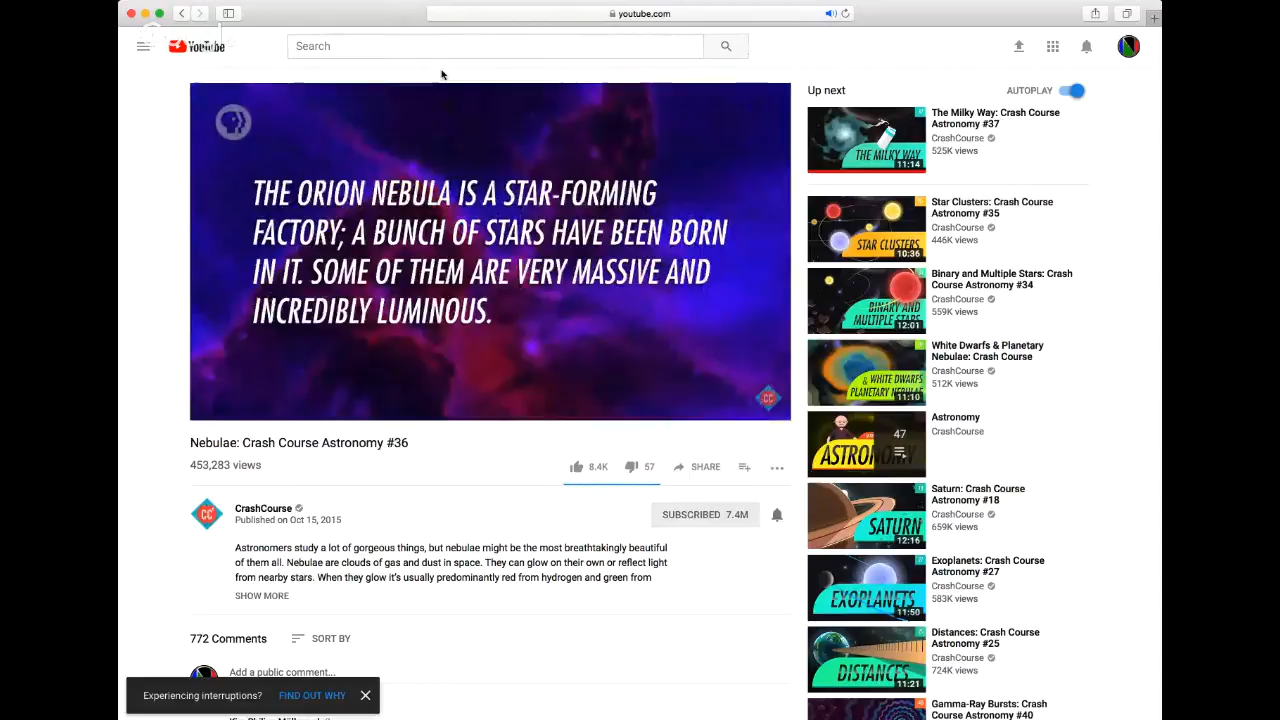 youtube.com
YouTube
Search
THE ORION NEBULA IS A STAR-FORMING
FACTORY; A BUNCH OF STARS HAVE BEEN BORN
IN IT. SOME OF THEM ARE VERY MASSIVE AND
INCREDIBLY LUMINOUS.
CC
Nebulae: Crash Course Astronomy #36
453,283 views
8.4K
57
SHARE
CC
CrashCourse
Published on Oct 15, 2015
SUBSCRIBED 7.4M
Astronomers study a lot of gorgeous things, but nebulae might be the most breathtakingly beautiful
of them all. Nebulae are clouds of gas and dust in space. They can glow on their own or reflect light
from nearby stars. When they glow it's usually predominantly red from hydrogen and green from
SHOW MORE
772 Comments
SORT BY
Add a public comment...
Experiencing interruptions? FIND OUT WHY
Up next
AUTOPLAY
THE MILKY WAY
11:14
The Milky Way: Crash Course
Astronomy #37
CrashCourse
525K views
STAR CLUSTERS
10:36
Star Clusters: Crash Course
Astronomy #35
CrashCourse
446K views
BINARY AND
MULTIPLE STARS
12:01
Binary and Multiple Stars: Crash
Course Astronomy #34
CrashCourse
559K views
& WHITE DWARFS
PLANETARY NEBULAE
11:10
White Dwarfs & Planetary
Nebulae: Crash Course
CrashCourse
512K views
ASTRONOMY
47
Astronomy
CrashCourse
SATURN
12:16
Saturn: Crash Course
Astronomy #18
CrashCourse
659K views
EXOPLANETS
11:50
Exoplanets: Crash Course
Astronomy #27
CrashCourse
583K views
DISTANCES
11:21
Distances: Crash Course
Astronomy #25
CrashCourse
724K views
Gamma-Ray Bursts: Crash
Course Astronomy #40